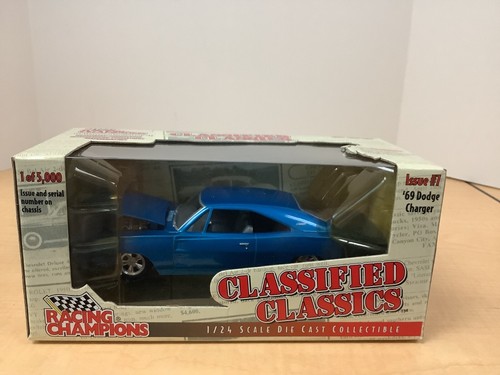 1 of 5,000
Issue and serial
number on
chassis
Issue #1
'69 Dodge
Charger
CLASSIFIED
CLASSICS™
RACING
CHAMPIONS
1/24 SCALE DIE CAST COLLECTIBLE